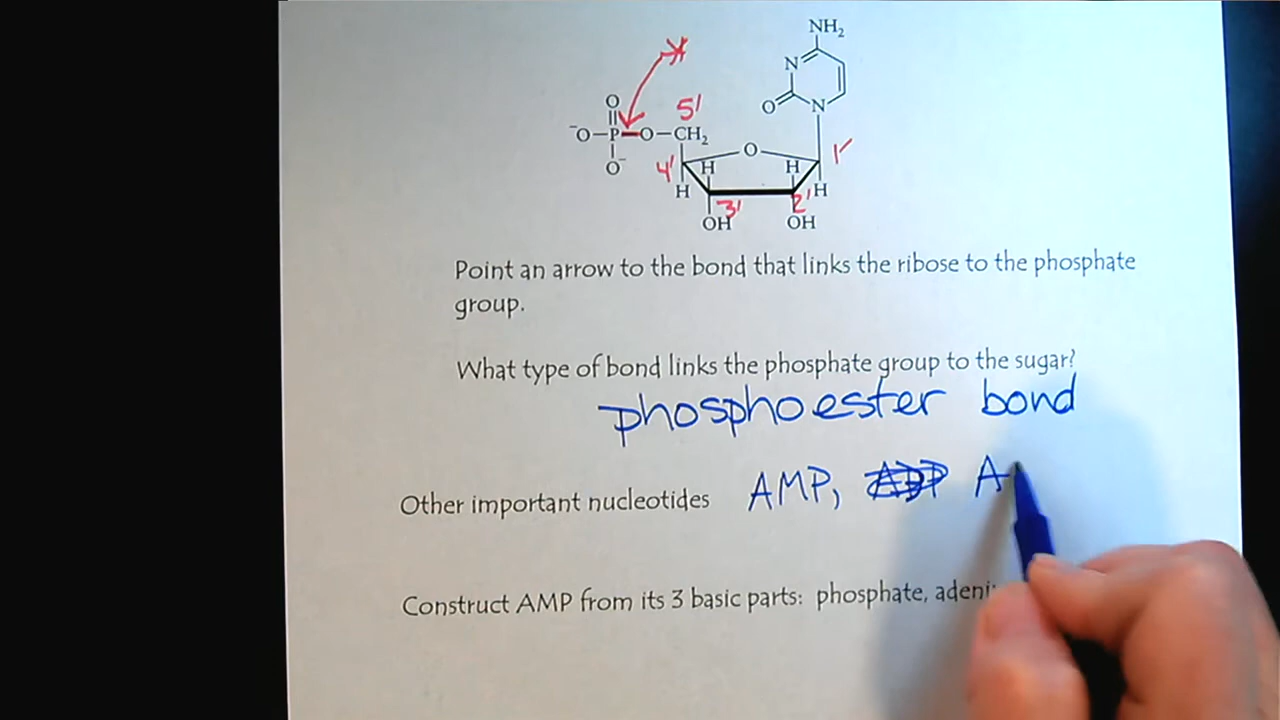 NH2
N
O
N
O
5'
⁻O-P-O-CH2
O⁻
O
1'
4'
H
H
H
H
3'
2'
OH
OH
Point an arrow to the bond that links the ribose to the phosphate
group.
What type of bond links the phosphate group to the sugar?
phosphoester bond
Other important nucleotides AMP, A
Construct AMP from its 3 basic parts: phosphate,